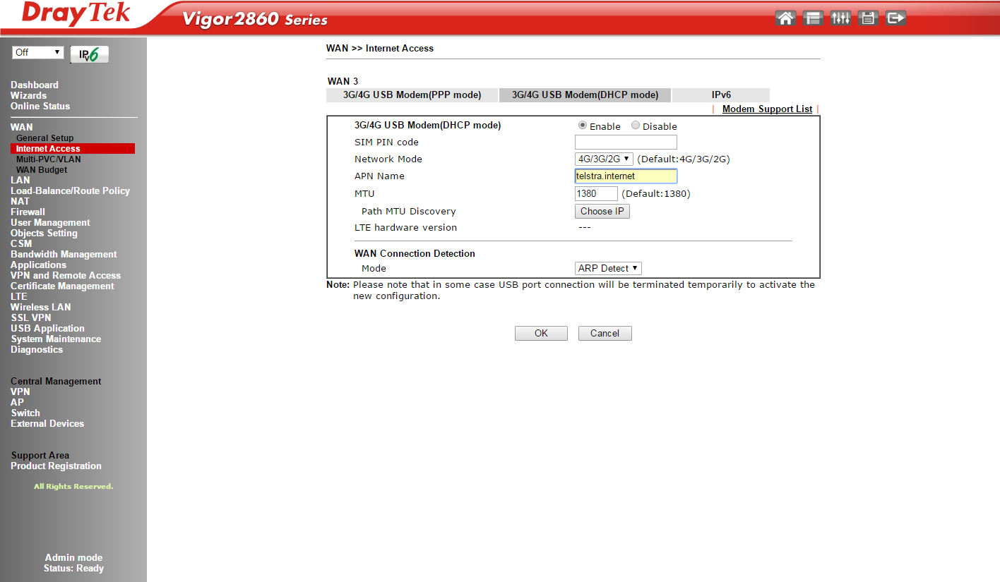 DrayTek
Vigor2860 Series
Off
IPv6
Dashboard
Wizards
Online Status
WAN
General Setup
Internet Access
Multi-PVC/VLAN
WAN Budget
LAN
Load-Balance/Route Policy
NAT
Firewall
User Management
Objects Setting
CSM
Bandwidth Management
Applications
VPN and Remote Access
Certificate Management
LTE
Wireless LAN
SSL VPN
USB Application
System Maintenance
Diagnostics
Central Management
VPN
AP
Switch
External Devices
Support Area
Product Registration
All Rights Reserved.
Admin mode
Status: Ready
WAN >> Internet Access
WAN 3
3G/4G USB Modem(PPP mode) 3G/4G USB Modem(DHCP mode) IPv6
| Modem Support List |
3G/4G USB Modem(DHCP mode) Enable Disable
SIM PIN code
Network Mode 4G/3G/2G (Default:4G/3G/2G)
APN Name telstra.internet
MTU 1380 (Default:1380)
Path MTU Discovery Choose IP
LTE hardware version ---
WAN Connection Detection
Mode ARP Detect
Note: Please note that in some case USB port connection will be terminated temporarily to activate the
new configuration.
OK Cancel